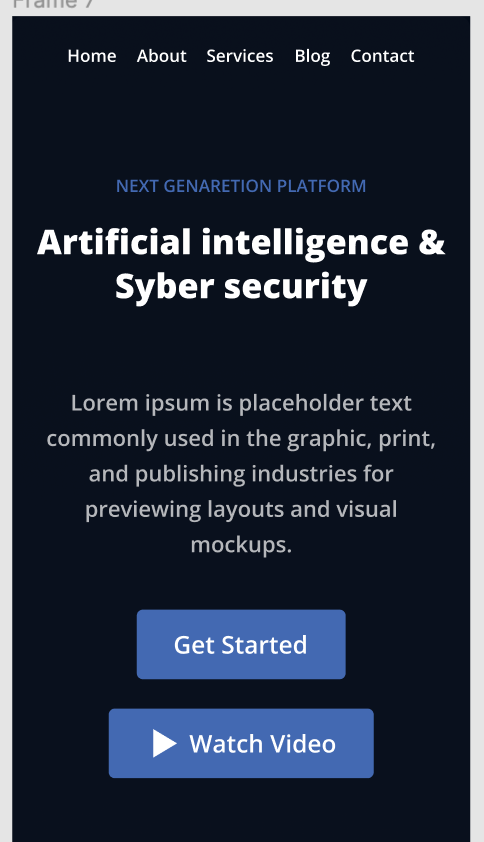 Frame 7
Home About Services Blog Contact
NEXT GENARETION PLATFORM
Artificial intelligence &
Syber security
Lorem ipsum is placeholder text
commonly used in the graphic, print,
and publishing industries for
previewing layouts and visual
mockups.
Get Started
Watch Video